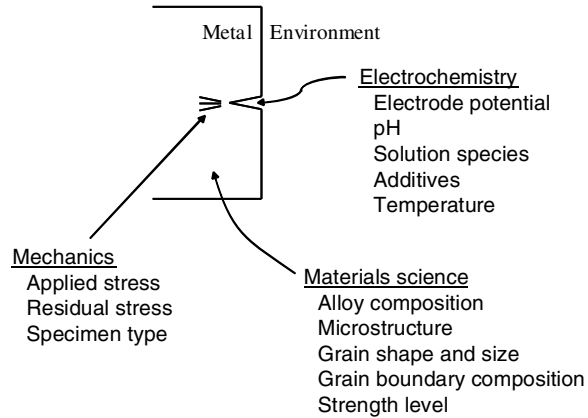 Metal Environment
Electrochemistry
Electrode potential
pH
Solution species
Additives
Temperature
Mechanics
Applied stress
Residual stress
Specimen type
Materials science
Alloy composition
Microstructure
Grain shape and size
Grain boundary composition
Strength level